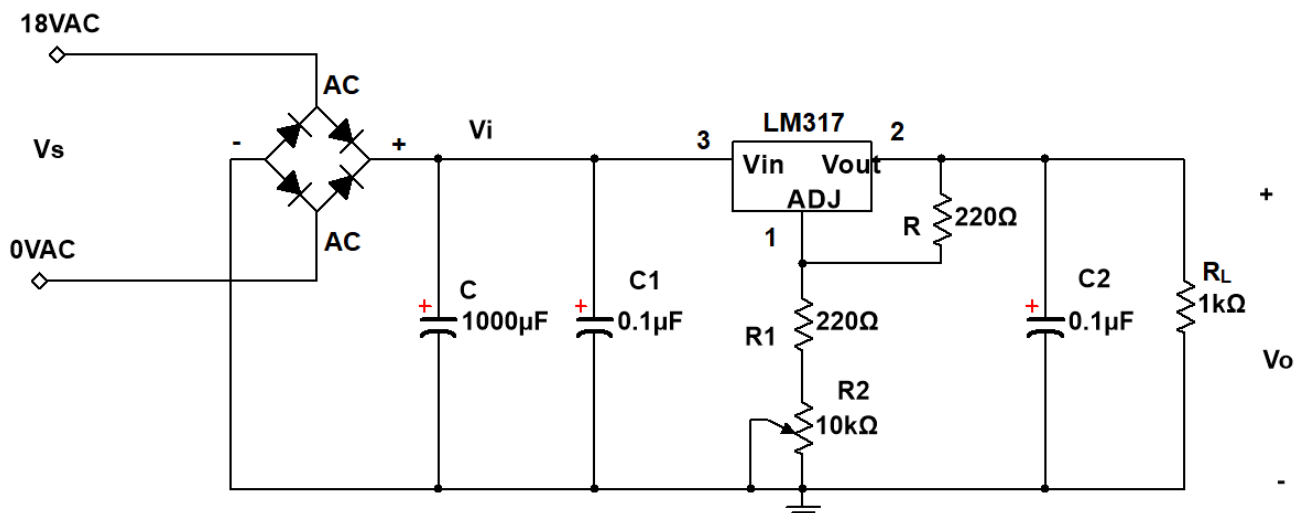 18VAC
AC
Vs
-
+
Vi
3
LM317
2
Vin
Vout
ADJ
1
R
220Ω
+
0VAC
AC
C
+
1000µF
C1
+
0.1µF
R1
220Ω
C2
+
0.1µF
RL
1kΩ
Vo
R2
10kΩ
-